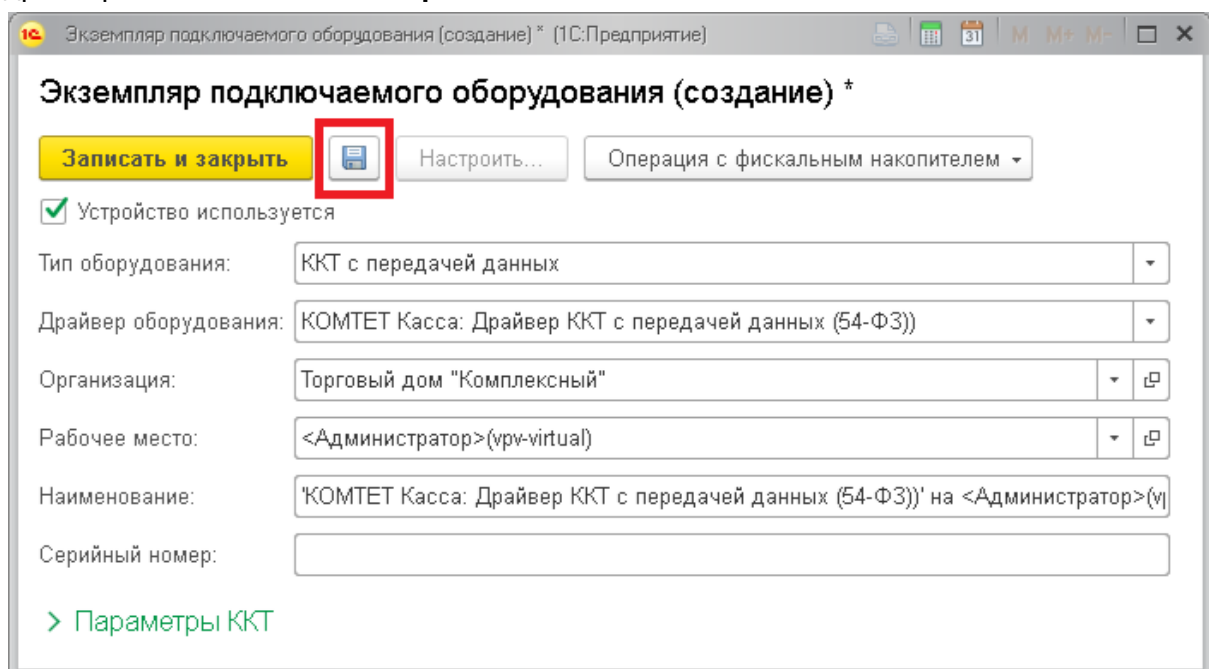 Экземпляр подключаемого оборудования (создание) * (1С:Предприятие)
31 M M+ M-
Экземпляр подключаемого оборудования (создание) *
Записать и закрыть Настроить... Операция с фискальным накопителем
Устройство используется
Тип оборудования: ККТ с передачей данных
Драйвер оборудования: КОМТЕТ Касса: Драйвер ККТ с передачей данных (54-ФЗ))
Организация: Торговый дом "Комплексный"
Рабочее место: <Администратор>(vpv-virtual)
Наименование: 'КОМТЕТ Касса: Драйвер ККТ с передачей данных (54-ФЗ))' на <Администратор>(v
Серийный номер:
Параметры ККТ